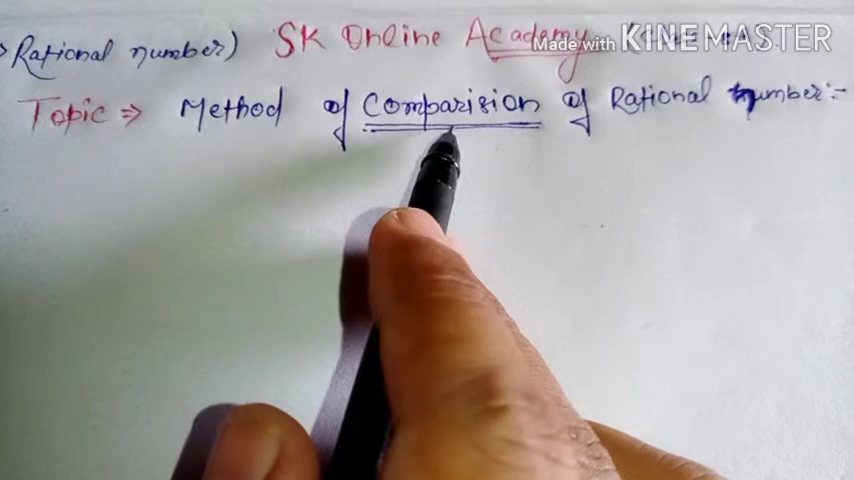 Rational number) SK Online Academy
Made with KINEMASTER
Topic ⇒ Method of Comparision of Rational number:-